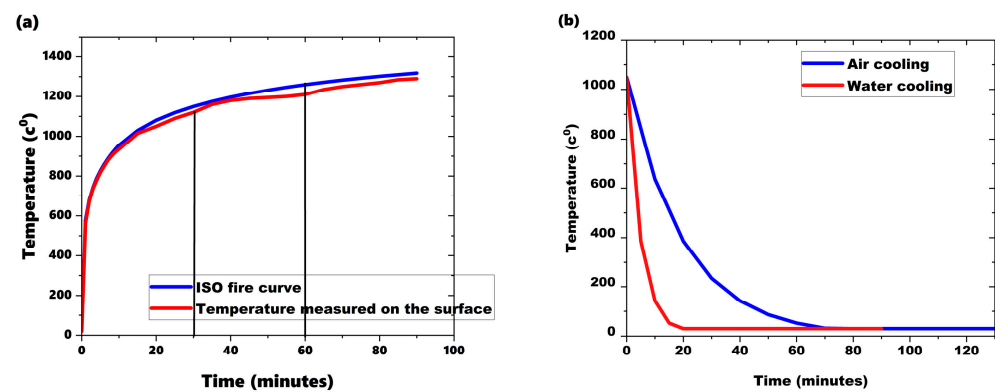 (a)
1400
1200
1000
800
600
400
200
0
Temperature (c⁰)
ISO fire curve
Temperature measured on the surface
0 20 40 60 80 100
Time (minutes)
(b)
1200
1000
800
600
400
200
0
Temperature (c⁰)
Air cooling
Water cooling
0 20 40 60 80 100 120
Time (minutes)